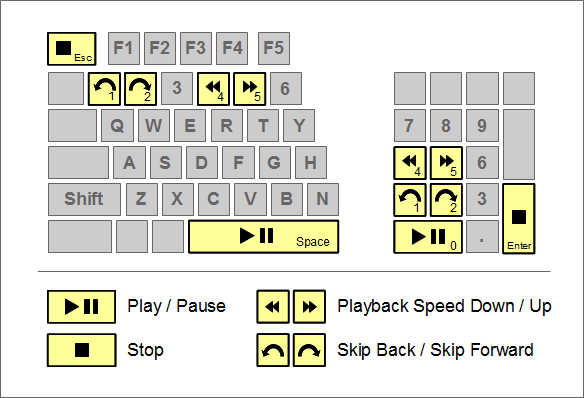 Esc F1 F2 F3 F4 F5
1 2 3 4 5 6
Q W E R T Y 7 8 9
A S D F G H 4 5 6
Shift Z X C V B N 1 2 3
Space 0 . Enter
Play / Pause Playback Speed Down / Up
Stop Skip Back / Skip Forward